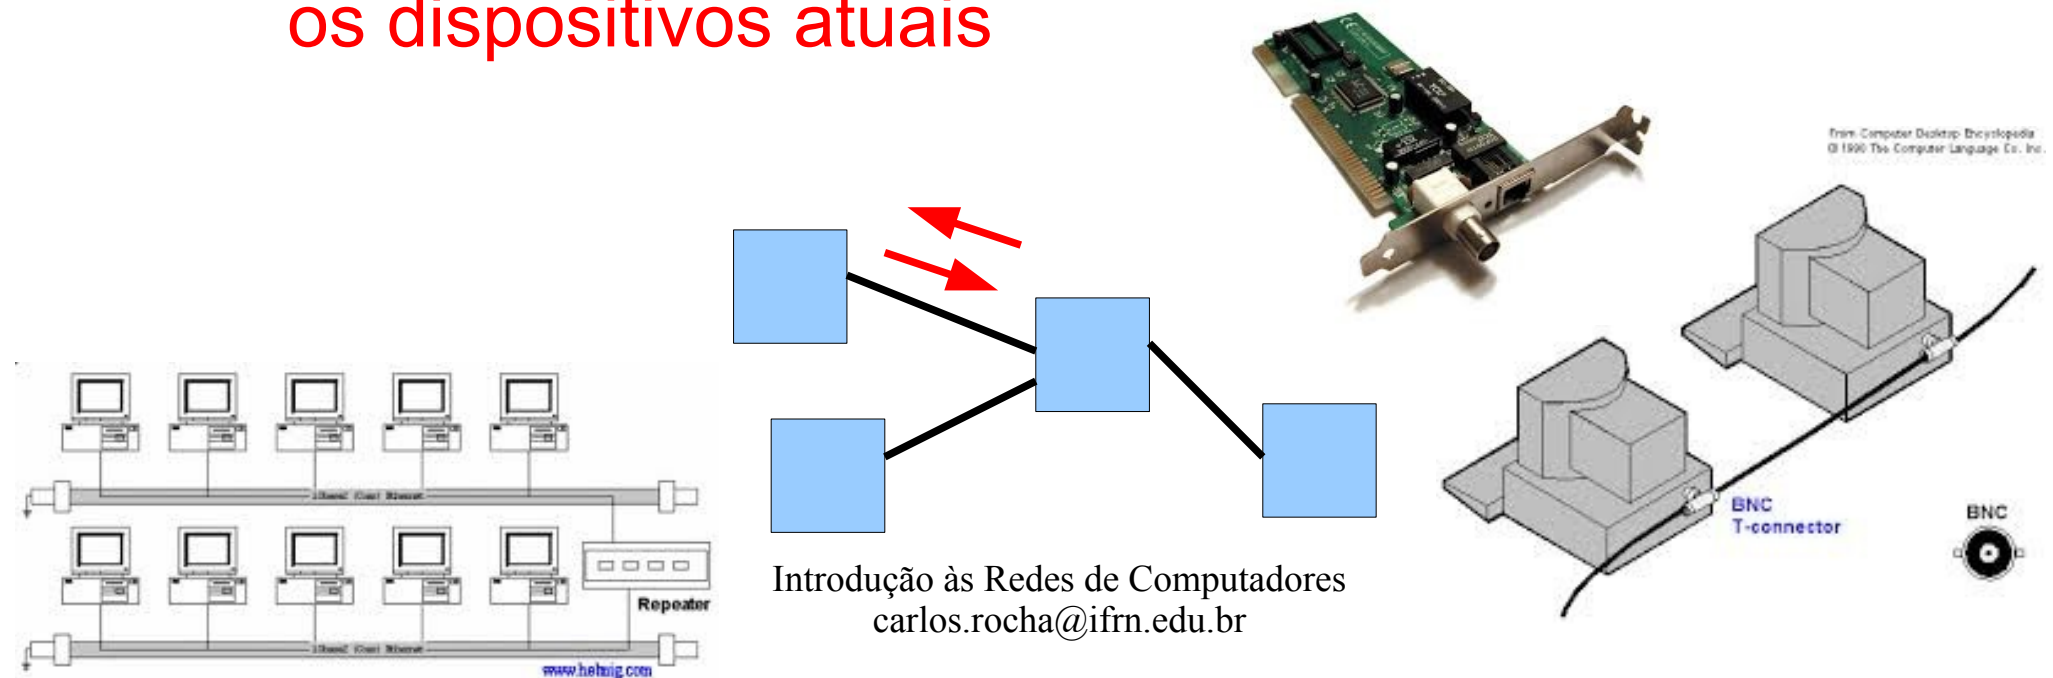 os dispositivos atuais
From Computer Desktop Encyclopedia
The Computer Language Co. Inc.
BNC
T-connector
BNC
Repeater
www.helmig.com
Introdução às Redes de Computadores
carlos.rocha@ifrn.edu.br